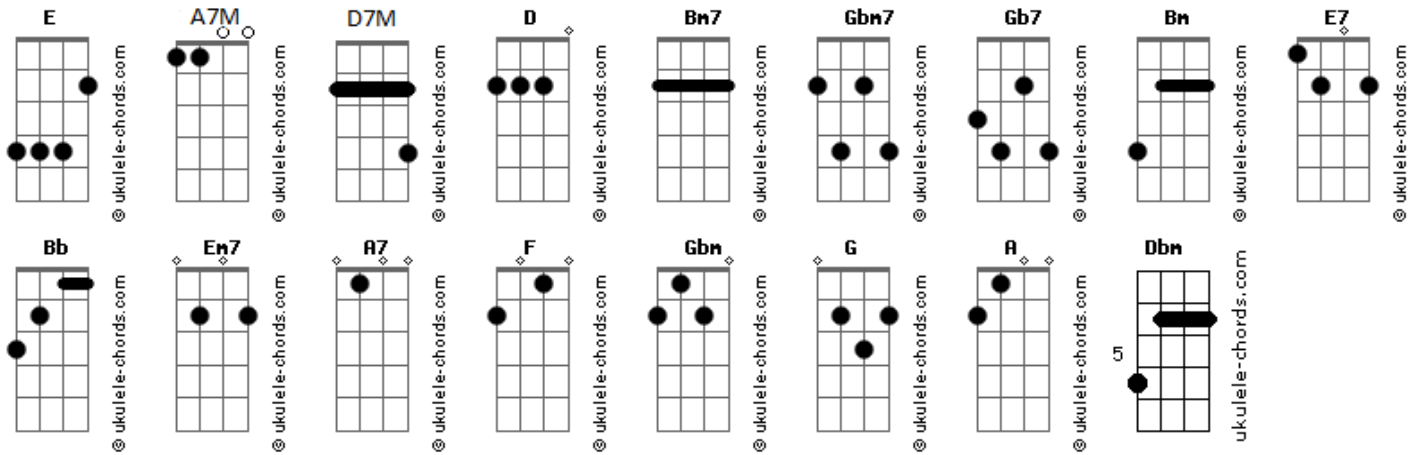 E A7M D7M D Bm7 Gbm7 Gb7 Bm E7
© ukulele-chords.com © ukulele-chords.com © ukulele-chords.com © ukulele-chords.com © ukulele-chords.com © ukulele-chords.com © ukulele-chords.com © ukulele-chords.com © ukulele-chords.com
Bb Em7 A7 F Gbm G A Dbm
© ukulele-chords.com © ukulele-chords.com © ukulele-chords.com © ukulele-chords.com © ukulele-chords.com © ukulele-chords.com © ukulele-chords.com ukulele-chords.com
5